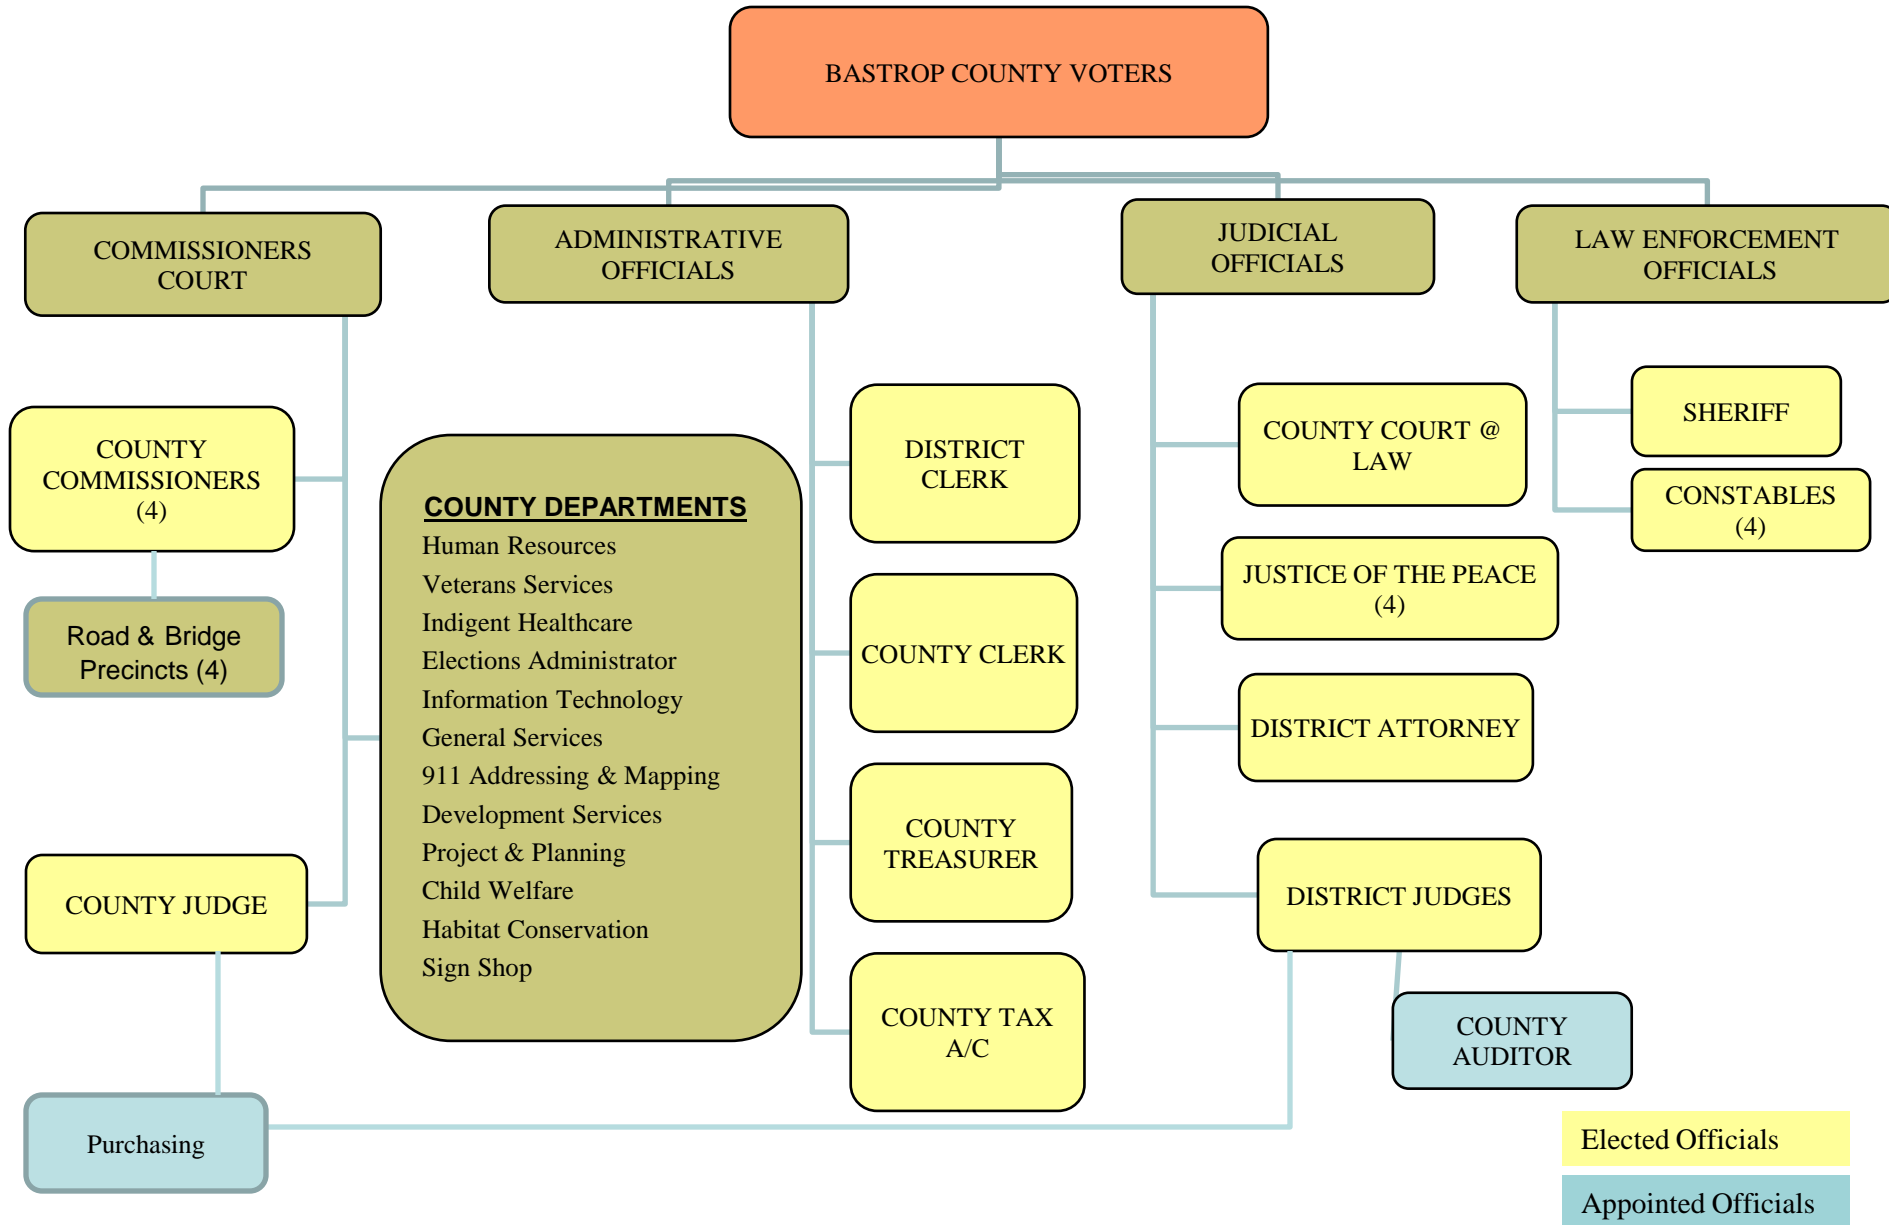 BASTROP COUNTY VOTERS
COMMISSIONERS
COURT
ADMINISTRATIVE
OFFICIALS
JUDICIAL
OFFICIALS
LAW ENFORCEMENT
OFFICIALS
COUNTY
COMMISSIONERS
(4)
Road & Bridge
Precincts (4)
COUNTY JUDGE
Purchasing
COUNTY DEPARTMENTS
Human Resources
Veterans Services
Indigent Healthcare
Elections Administrator
Information Technology
General Services
911 Addressing & Mapping
Development Services
Project & Planning
Child Welfare
Habitat Conservation
Sign Shop
DISTRICT
CLERK
COUNTY CLERK
COUNTY
TREASURER
COUNTY TAX
A/C
COUNTY COURT @
LAW
JUSTICE OF THE PEACE
(4)
DISTRICT ATTORNEY
DISTRICT JUDGES
COUNTY
AUDITOR
SHERIFF
CONSTABLES
(4)
Elected Officials
Appointed Officials